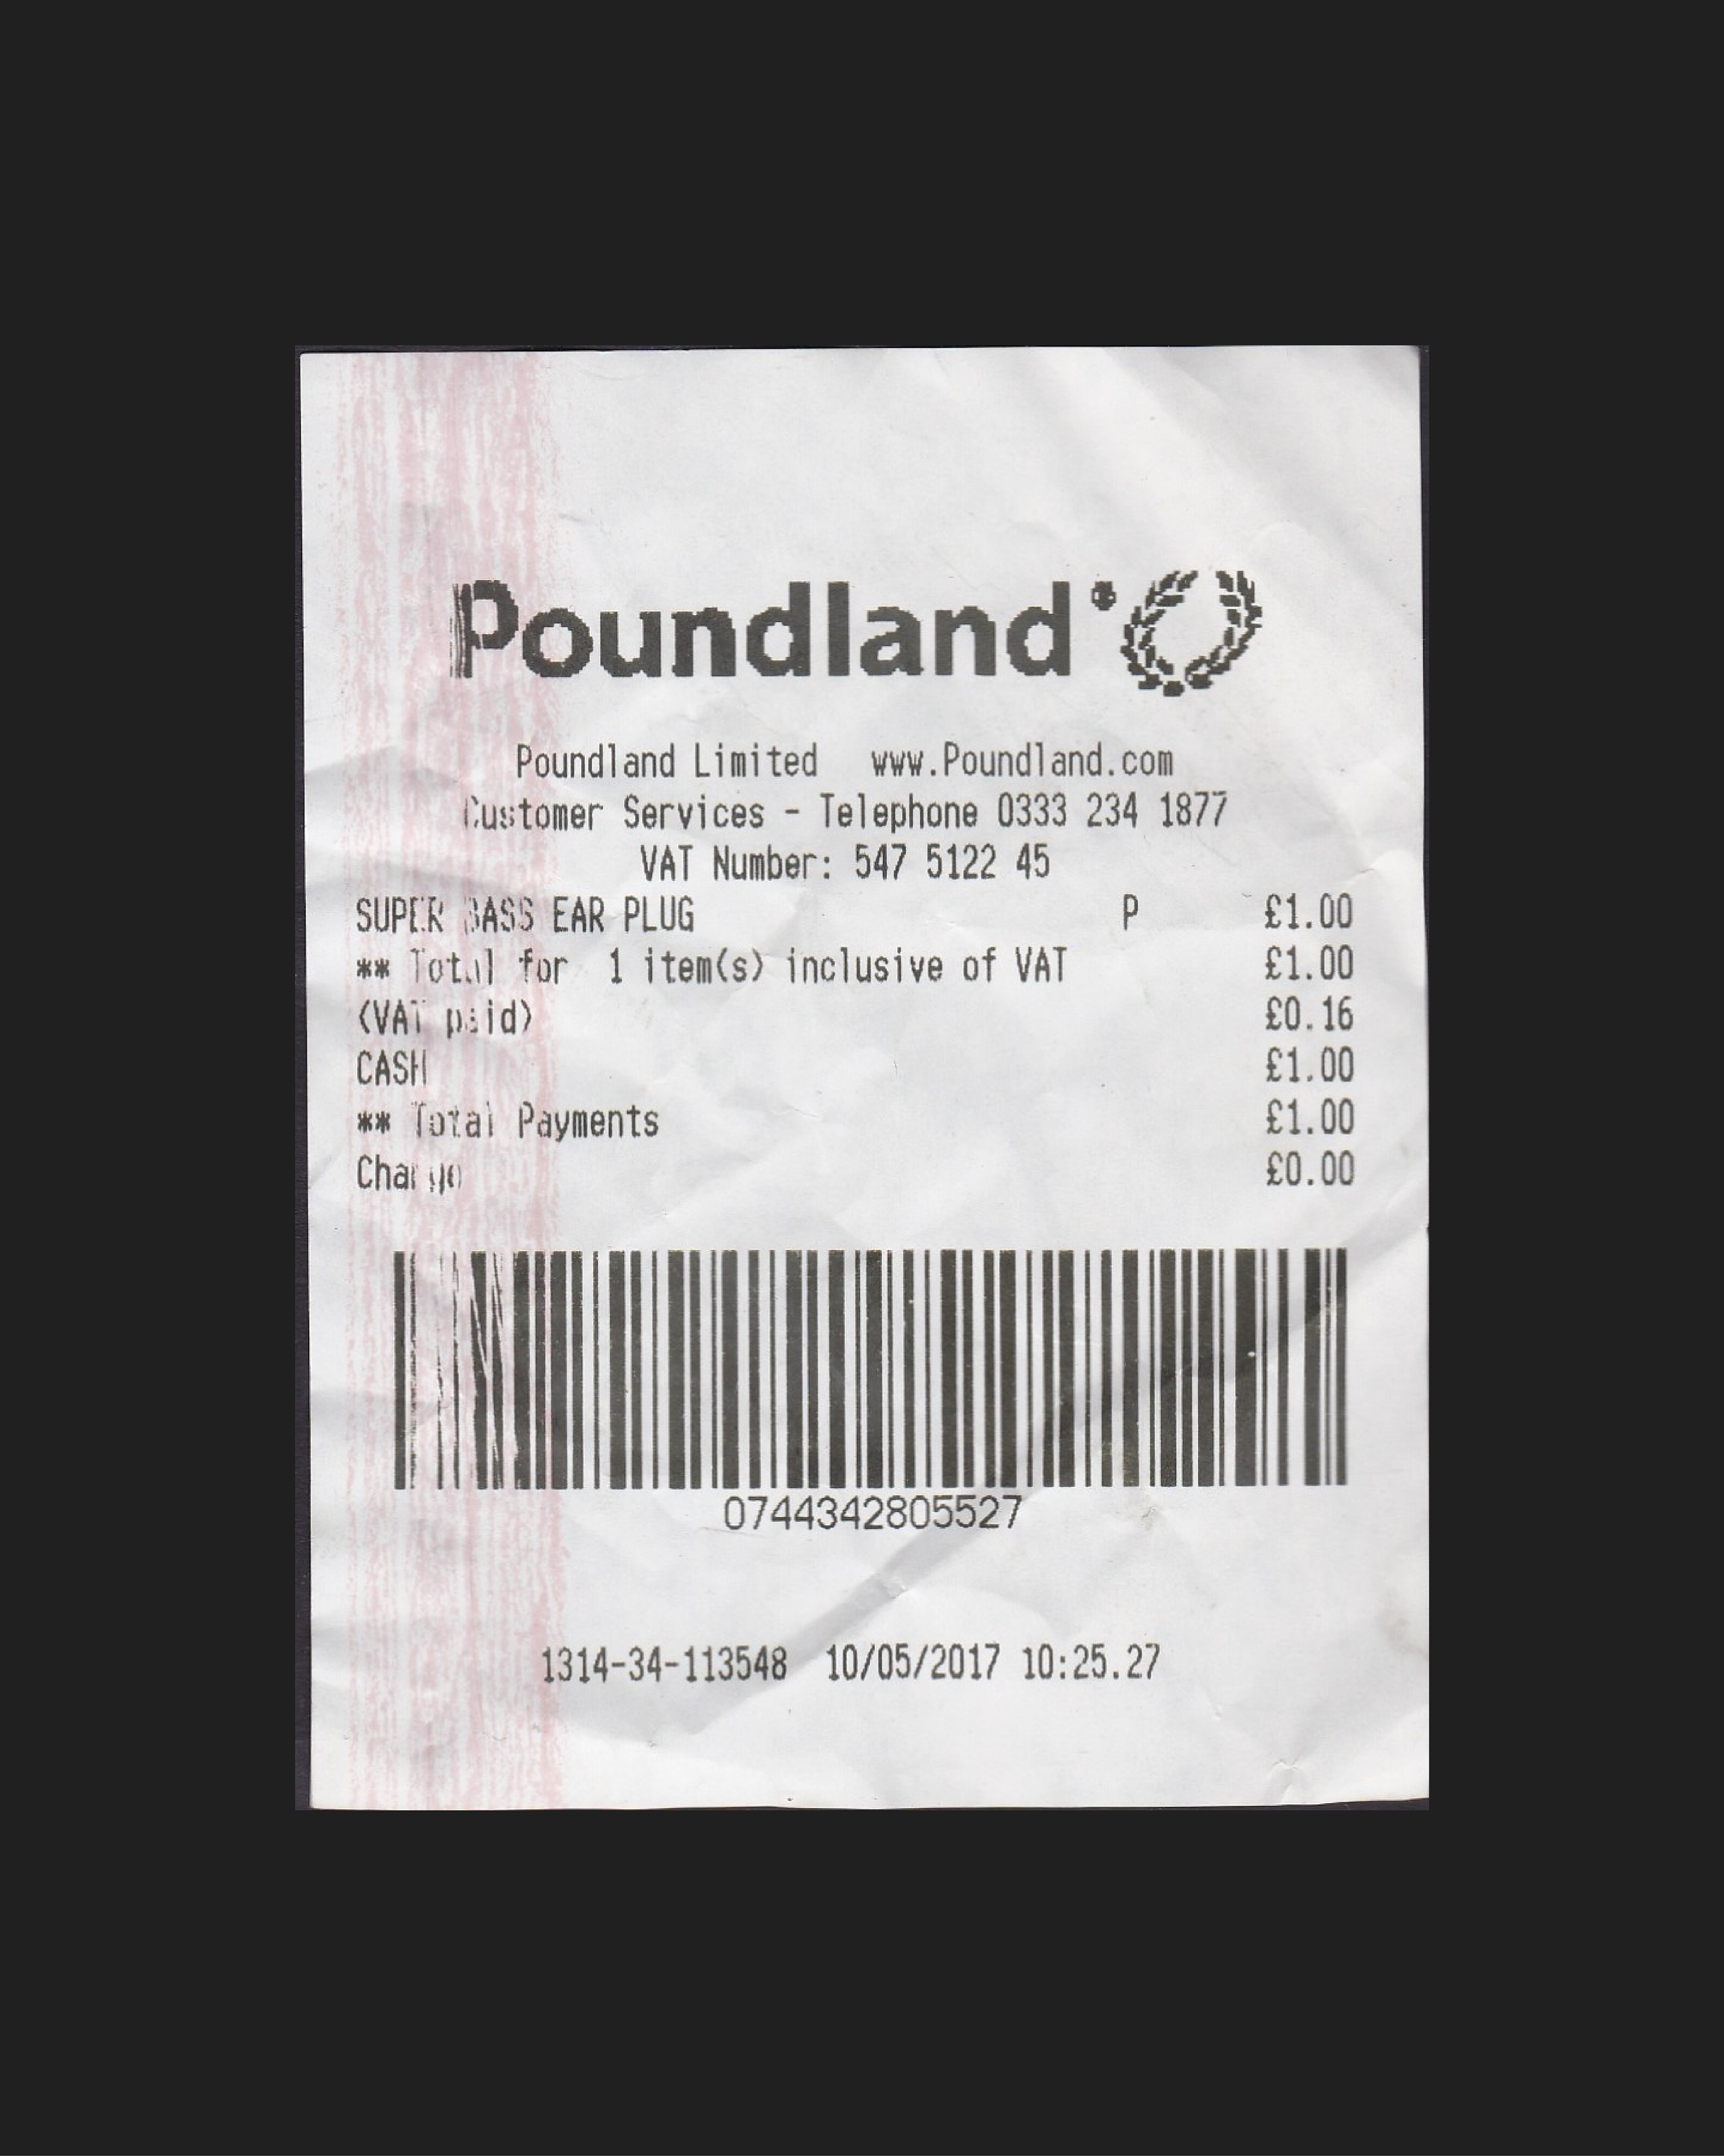 Poundland®
Poundland Limited www.Poundland.com
Customer Services - Telephone 0333 234 1877
VAT Number: 547 5122 45
SUPER BASS EAR PLUG P £1.00
** Total for 1 item(s) inclusive of VAT £1.00
(VAT paid) £0.16
CASH £1.00
** Total Payments £1.00
Change £0.00
0744342805527
1314-34-113548 10/05/2017 10:25.27